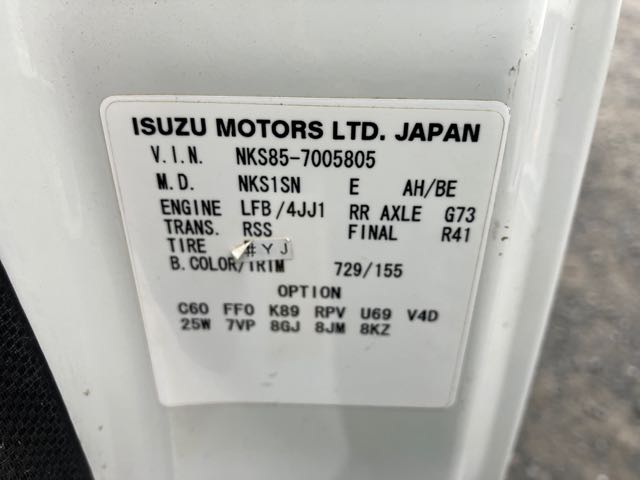 ISUZU MOTORS LTD. JAPAN
V.I.N. NKS85-7005805
M.D. NKS1SN E AH/BE
ENGINE LFB/4JJ1 RR AXLE G73
TRANS. RSS FINAL R41
TIRE #YJ
B.COLOR/TRIM 729/155
OPTION
C60 FF0 K89 RPV U69 V4D
25W 7VP 8GJ 8JM 8KZ